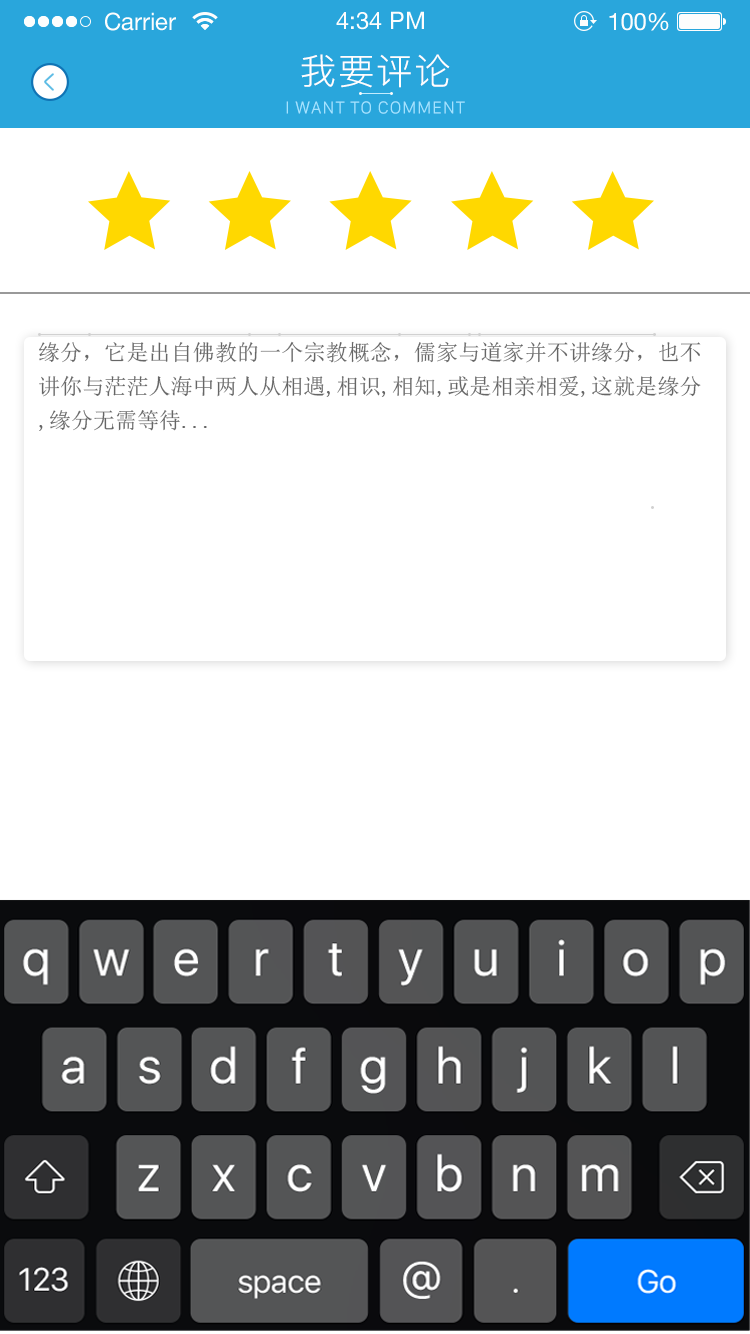 Carrier 4:34 PM 100%
我要评论
I WANT TO COMMENT
缘分，它是出自佛教的一个宗教概念，儒家与道家并不讲缘分，也不
讲你与茫茫人海中两人从相遇,相识,相知,或是相亲相爱,这就是缘分
,缘分无需等待...
q w e r t y u i o p
a s d f g h j k l
z x c v b n m
123 space @ . Go